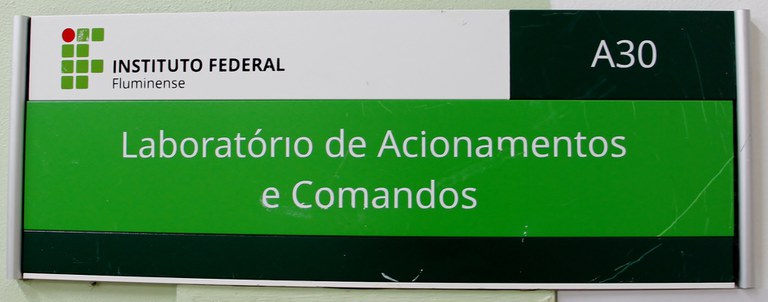 INSTITUTO FEDERAL
Fluminense
A30
Laboratório de Acionamentos
e Comandos